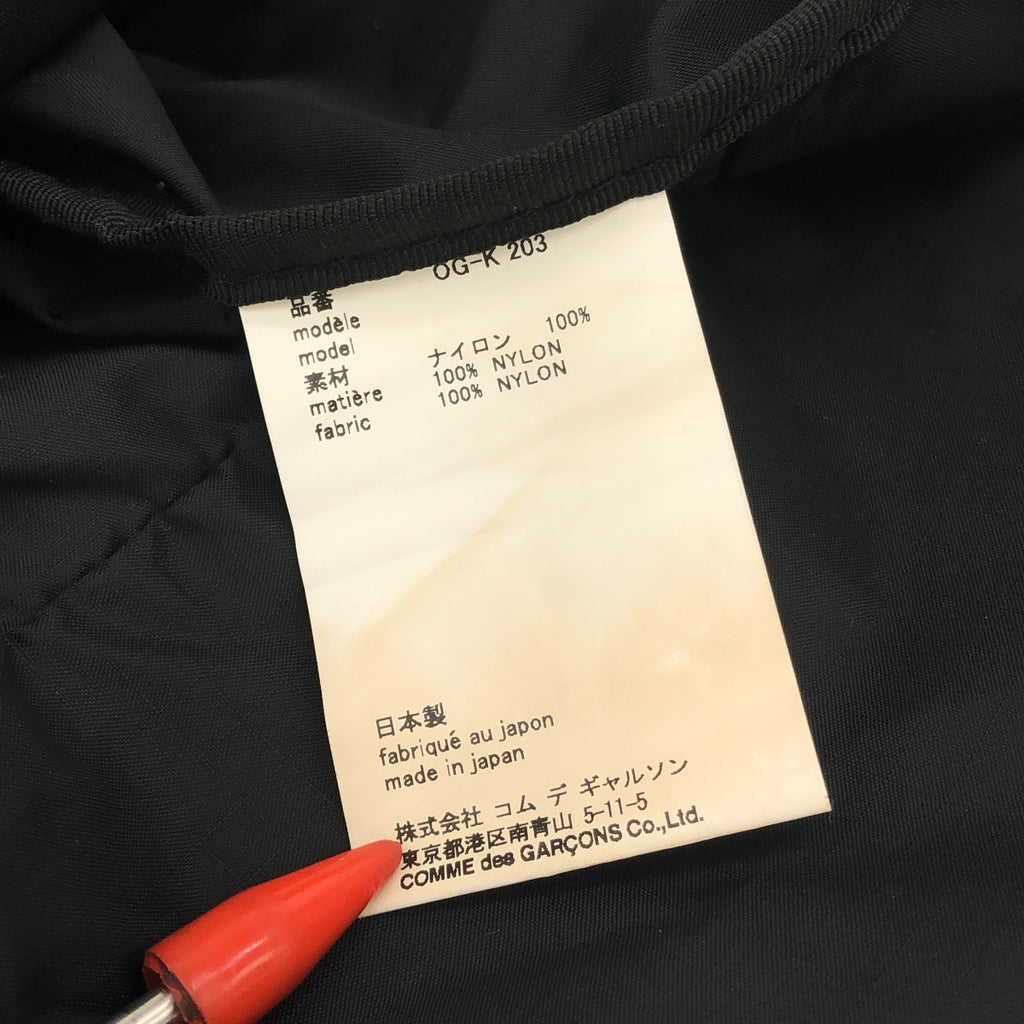 OG-K 203
品番
modèle
model
ナイロン 100%
素材 100% NYLON
matière 100% NYLON
fabric
日本製
fabriqué au japon
made in japan
株式会社 コム デ ギャルソン
東京都港区南青山 5-11-5
COMME des GARÇONS Co.,Ltd.